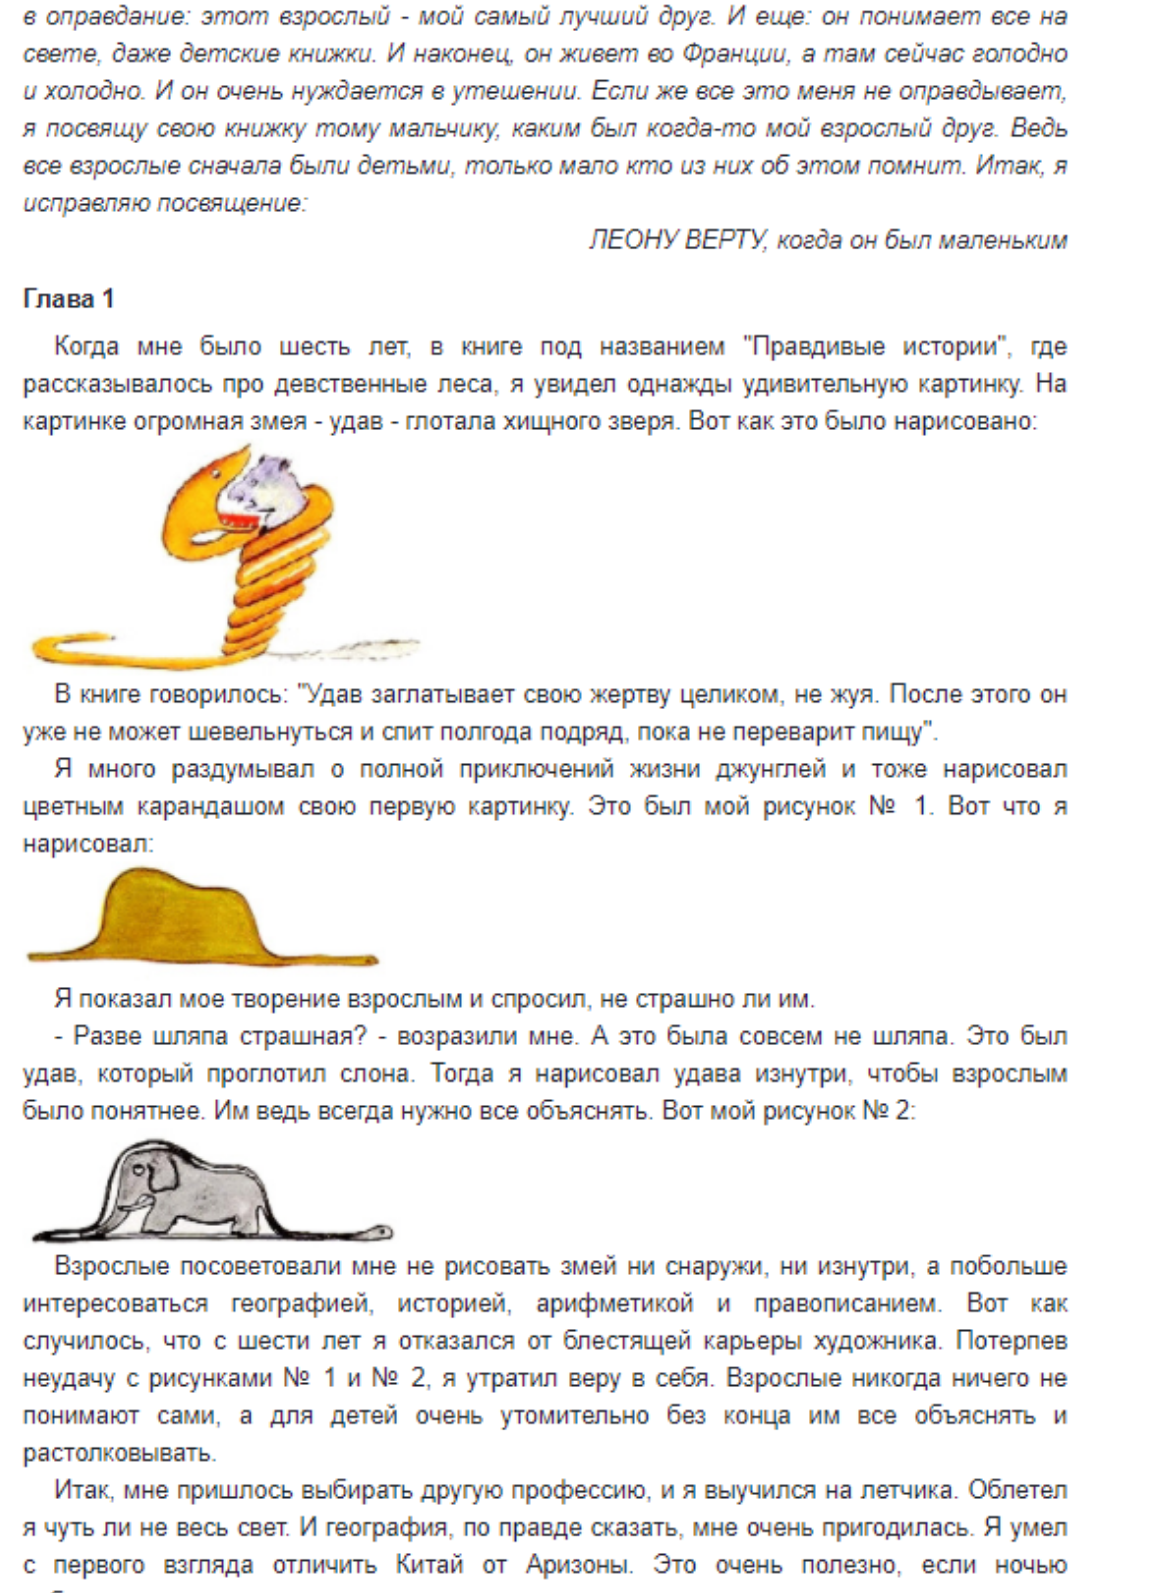 в оправдание: этот взрослый - мой самый лучший друг. И еще: он понимает все на
свете, даже детские книжки. И наконец, он живет во Франции, а там сейчас голодно
и холодно. И он очень нуждается в утешении. Если же все это меня не оправдывает,
я посвящу свою книжку тому мальчику, каким был когда-то мой взрослый друг. Ведь
все взрослые сначала были детьми, только мало кто из них об этом помнит. Итак, я
исправляю посвящение:
ЛЕОНУ ВЕРТУ, когда он был маленьким
Глава 1
Когда мне было шесть лет, в книге под названием "Правдивые истории", где
рассказывалось про девственные леса, я увидел однажды удивительную картинку. На
картинке огромная змея - удав - глотала хищного зверя. Вот как это было нарисовано:
В книге говорилось: "Удав заглатывает свою жертву целиком, не жуя. После этого он
уже не может шевельнуться и спит полгода подряд, пока не переварит пищу".
Я много раздумывал о полной приключений жизни джунглей и тоже нарисовал
цветным карандашом свою первую картинку. Это был мой рисунок № 1. Вот что я
нарисовал:
Я показал мое творение взрослым и спросил, не страшно ли им.
- Разве шляпа страшная? - возразили мне. А это была совсем не шляпа. Это был
удав, который проглотил слона. Тогда я нарисовал удава изнутри, чтобы взрослым
было понятнее. Им ведь всегда нужно все объяснять. Вот мой рисунок № 2:
Взрослые посоветовали мне не рисовать змей ни снаружи, ни изнутри, а побольше
интересоваться географией, историей, арифметикой и правописанием. Вот как
случилось, что с шести лет я отказался от блестящей карьеры художника. Потерпев
неудачу с рисунками № 1 и № 2, я утратил веру в себя. Взрослые никогда ничего не
понимают сами, а для детей очень утомительно без конца им все объяснять и
растолковывать.
Итак, мне пришлось выбирать другую профессию, и я выучился на летчика. Облетел
я чуть ли не весь свет. И география, по правде сказать, мне очень пригодилась. Я умел
с первого взгляда отличить Китай от Аризоны. Это очень полезно, если ночью